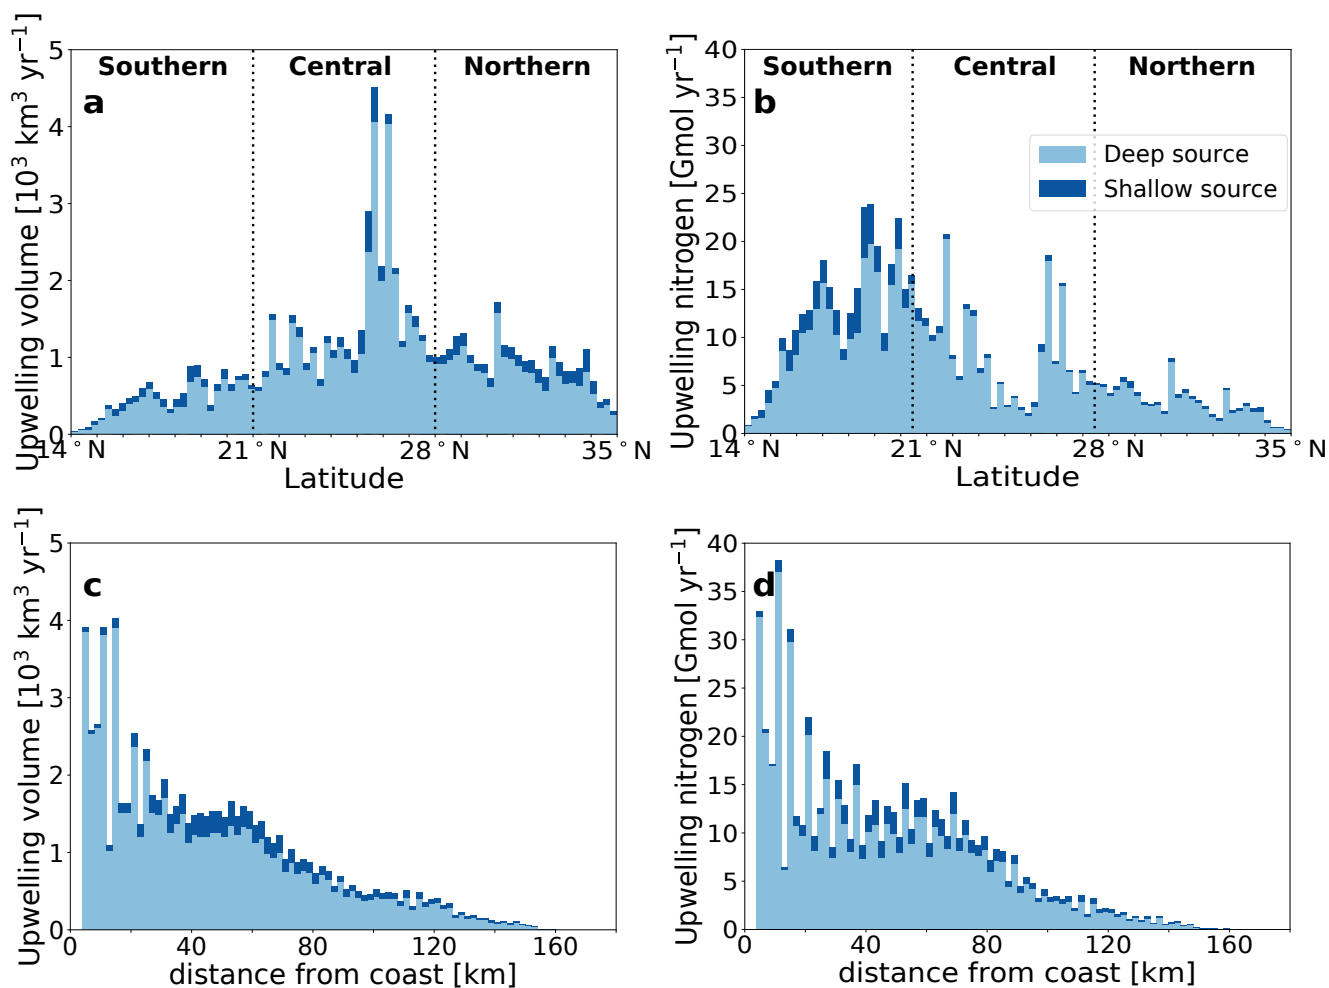 Upwelling volume [10³ km³ yr⁻¹]
5
4
3
2
1
0
Southern Central Northern
a
14°N 21°N 28°N 35°N
Latitude
Upwelling nitrogen [Gmol yr⁻¹]
40
35
30
25
20
15
10
5
0
Southern Central Northern
b
Deep source
Shallow source
14°N 21°N 28°N 35°N
Latitude
Upwelling volume [10³ km³ yr⁻¹]
5
4
3
2
1
0
c
0 40 80 120 160
distance from coast [km]
Upwelling nitrogen [Gmol yr⁻¹]
40
35
30
25
20
15
10
5
0
d
0 40 80 120 160
distance from coast [km]